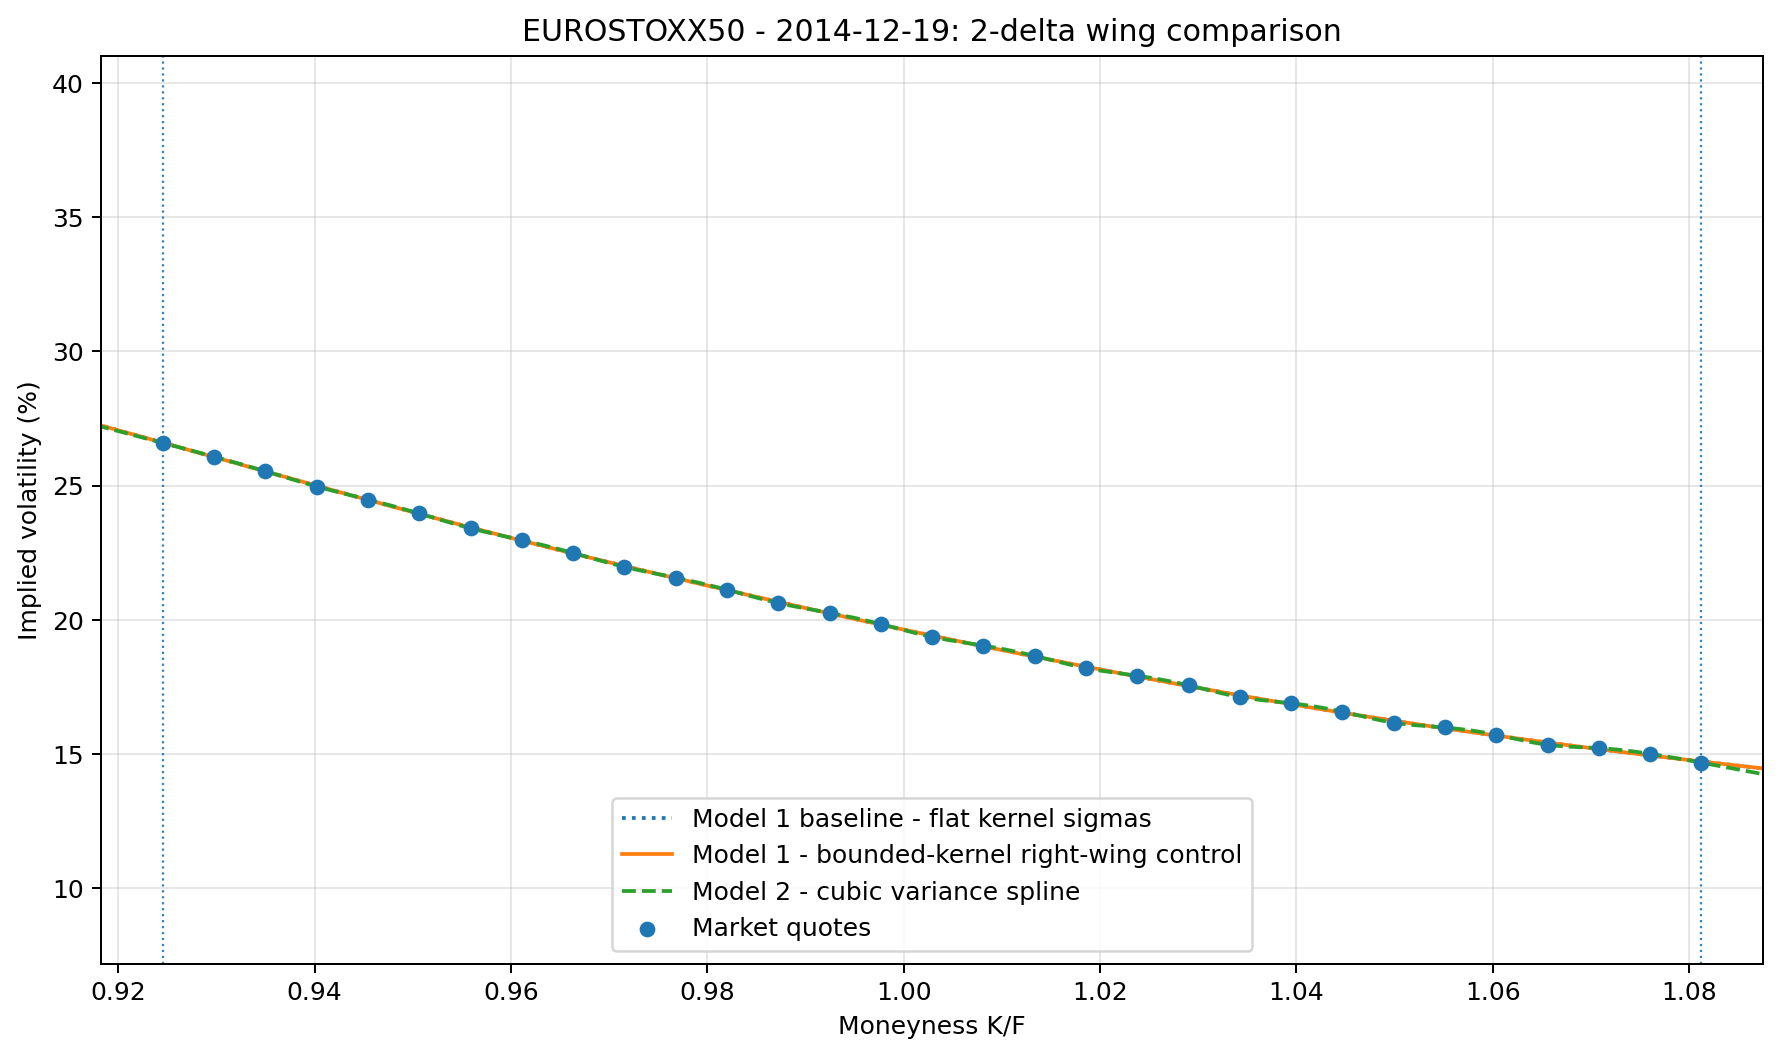 EUROSTOXX50 - 2014-12-19: 2-delta wing comparison
40
35
30
25
20
15
10
Implied volatility (%)
Model 1 baseline - flat kernel sigmas
Model 1 - bounded-kernel right-wing control
Model 2 - cubic variance spline
Market quotes
0.92 0.94 0.96 0.98 1.00 1.02 1.04 1.06 1.08
Moneyness K/F